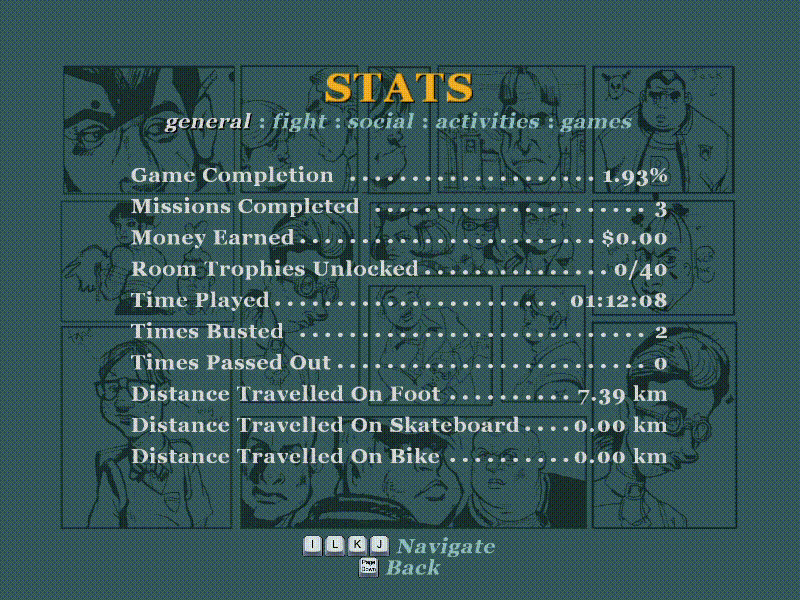 STATS
general : fight : social : activities : games
Game Completion .................... 1.93%
Missions Completed ...................... 3
Money Earned........................ $0.00
Room Trophies Unlocked............... 0/40
Time Played....................... 01:12:08
Times Busted ............................ 2
Times Passed Out......................... 0
Distance Travelled On Foot .......... 7.39 km
Distance Travelled On Skateboard ....0.00 km
Distance Travelled On Bike ..........0.00 km
I L K J Navigate
Page Down Back